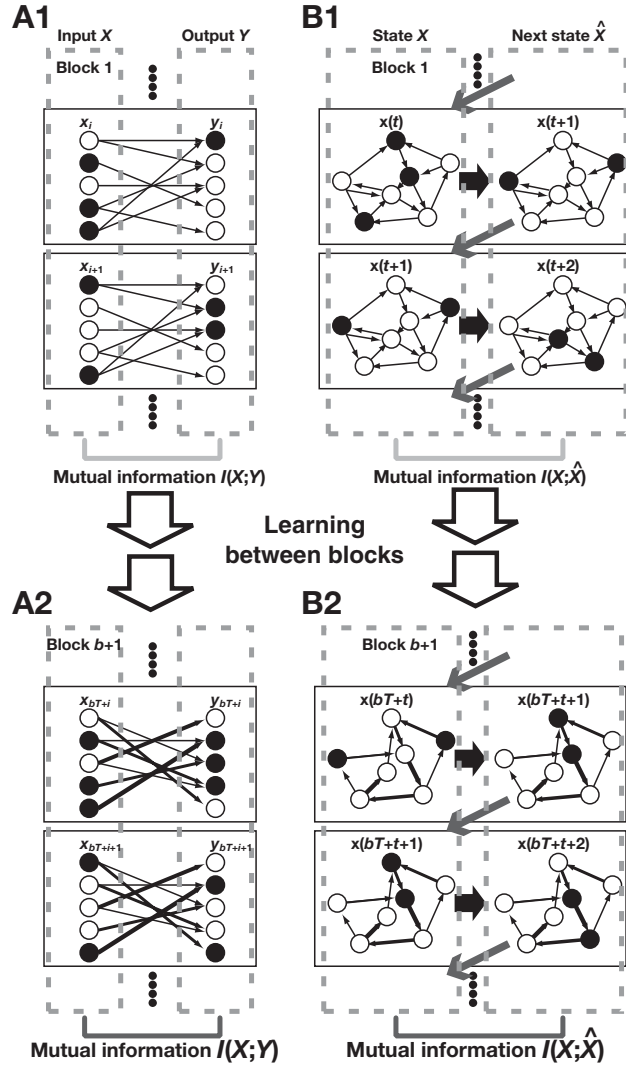 A1
Input X
Output Y
Block 1
x_i
y_i
x_{i+1}
y_{i+1}
Mutual information I(X;Y)
B1
State X
Next state X̂
Block 1
x(t)
x(t+1)
x(t+1)
x(t+2)
Mutual information I(X;X̂)
Learning
between blocks
A2
Block b+1
x_{bT+i}
y_{bT+i}
x_{bT+i+1}
y_{bT+i+1}
Mutual information I(X;Y)
B2
Block b+1
x(bT+t)
x(bT+t+1)
x(bT+t+1)
x(bT+t+2)
Mutual information I(X;X̂)